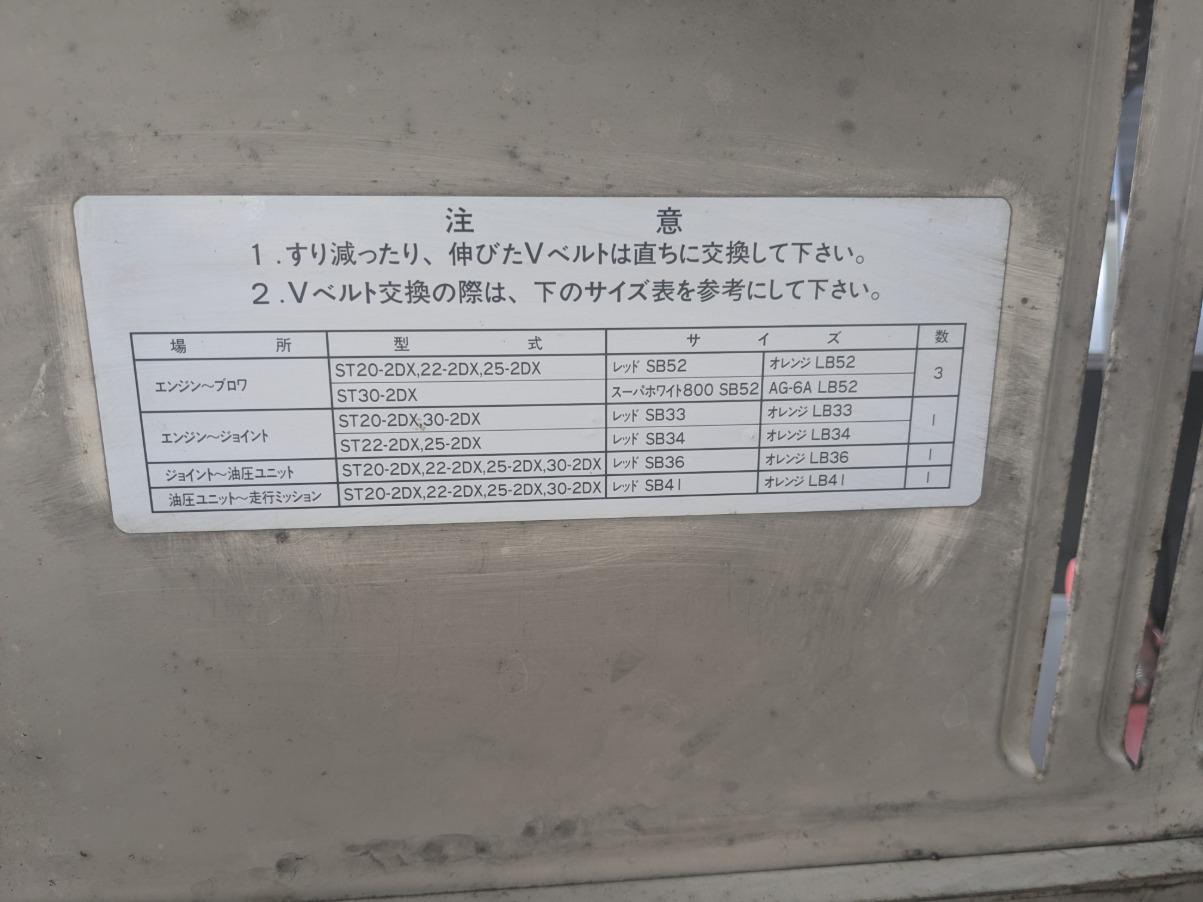 注 意
1.すり減ったり、伸びたVベルトは直ちに交換して下さい。
2.Vベルト交換の際は、下のサイズ表を参考にして下さい。
場 所 型 式 サ イ ズ 数
エンジン～ブロワ ST20-2DX,22-2DX,25-2DX レッド SB52 オレンジ LB52 3
ST30-2DX スーパホワイト800 SB52 AG-6A LB52
エンジン～ジョイント ST20-2DX,30-2DX レッド SB33 オレンジ LB33 1
ST22-2DX,25-2DX レッド SB34 オレンジ LB34
ジョイント～油圧ユニット ST20-2DX,22-2DX,25-2DX,30-2DX レッド SB36 オレンジ LB36 1
油圧ユニット～走行ミッション ST20-2DX,22-2DX,25-2DX,30-2DX レッド SB41 オレンジ LB41 1